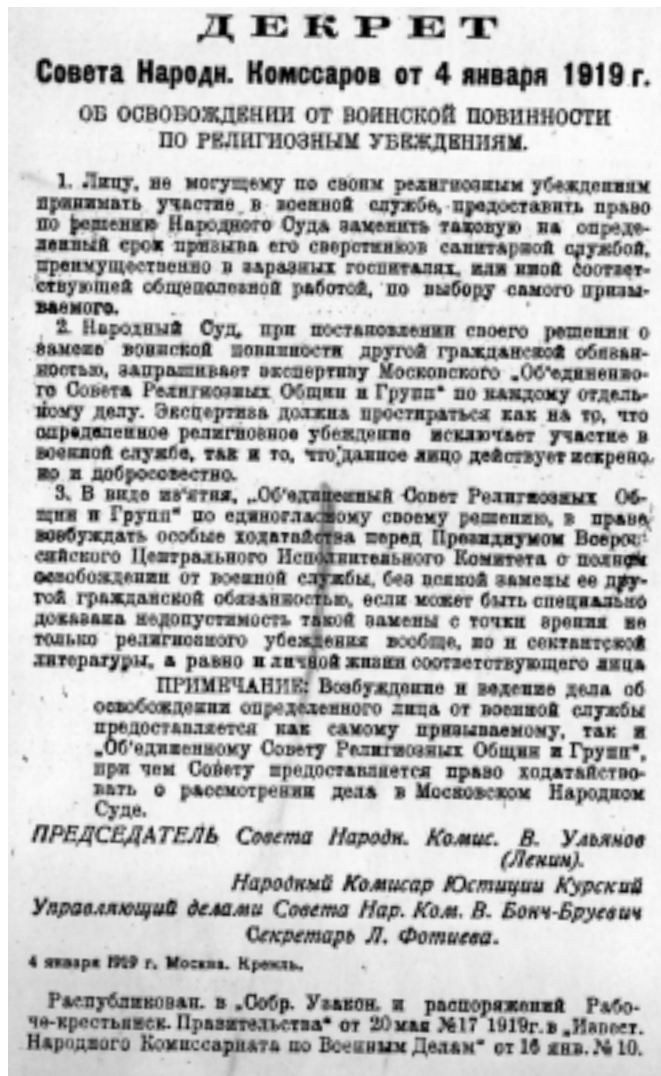 ДЕКРЕТ
Совета Народн. Комссаров от 4 января 1919 г.
ОБ ОСВОБОЖДЕНИИ ОТ ВОИНСКОЙ ПОВИННОСТИ
ПО РЕЛИГИОЗНЫМ УБЕЖДЕНИЯМ.
1. Лицу, не могущему по своим религиозным убеждениям
принимать участие в военной службе, предоставить право
по решению Народного Суда заменить таковую на опреде-
ленный срок призыва его сверстников санитарной службой,
преимущественно в заразных госпиталях, или иной соответ-
ствующей общеполезной работой, по выбору самого призы-
ваемого.
2. Народный Суд, при постановлении своего решения о
замене воинской повинности другой гражданской обязан-
ностью, запрашивает экспертизу Московского „Об'единенно-
го Совета Религиозных Общин и Групп“ по каждому отдель-
ному делу. Экспертиза должна простираться как на то, что
определенное религиозное убеждение исключает участие в
военной службе, так и то, что данное лицо действует искренно
но и добросовестно.
3. В виде из'ятия, „Об'единенный Совет Религиозных Об-
щин и Групп“ по единогласному своему решению, в праве
возбуждать особые ходатайства перед Президиумом Всерос-
сийского Центрального Исполнительного Комитета о полном
освобождении от военной службы, без всякой замены ее дру-
гой гражданской обязанностью, если может быть специально
доказана недопустимость такой замены с точки зрения не
только религиозного убеждения вообще, но и сектантской
литературы, а равно и личной жизни соответствующего лица
ПРИМЕЧАНИЕ: Возбуждение и ведение дела об
освобождении определенного лица от военной службы
предоставляется как самому призываемому, так и
„Об'единенному Совету Религиозных Общин и Групп“,
при чем Совету предоставляется право ходатайство-
вать о рассмотрении дела в Московском Народном
Суде.
ПРЕДСЕДАТЕЛЬ Совета Народн. Комис. В. Ульянов
(Ленин).
Народный Комисар Юстиции Курский
Управляющий делами Совета Нар. Ком. В. Бонч-Бруевич
Секретарь Л. Фотиева.
4 января 1919 г. Москва. Кремль.
Распубликован. в „Собр. Узакон. и распоряжений Рабо-
че-крестьянск. Правительства“ от 20 мая №17 1919г. в „Извест.
Народного Комиссариата по Военным Делам“ от 16 янв. № 10.